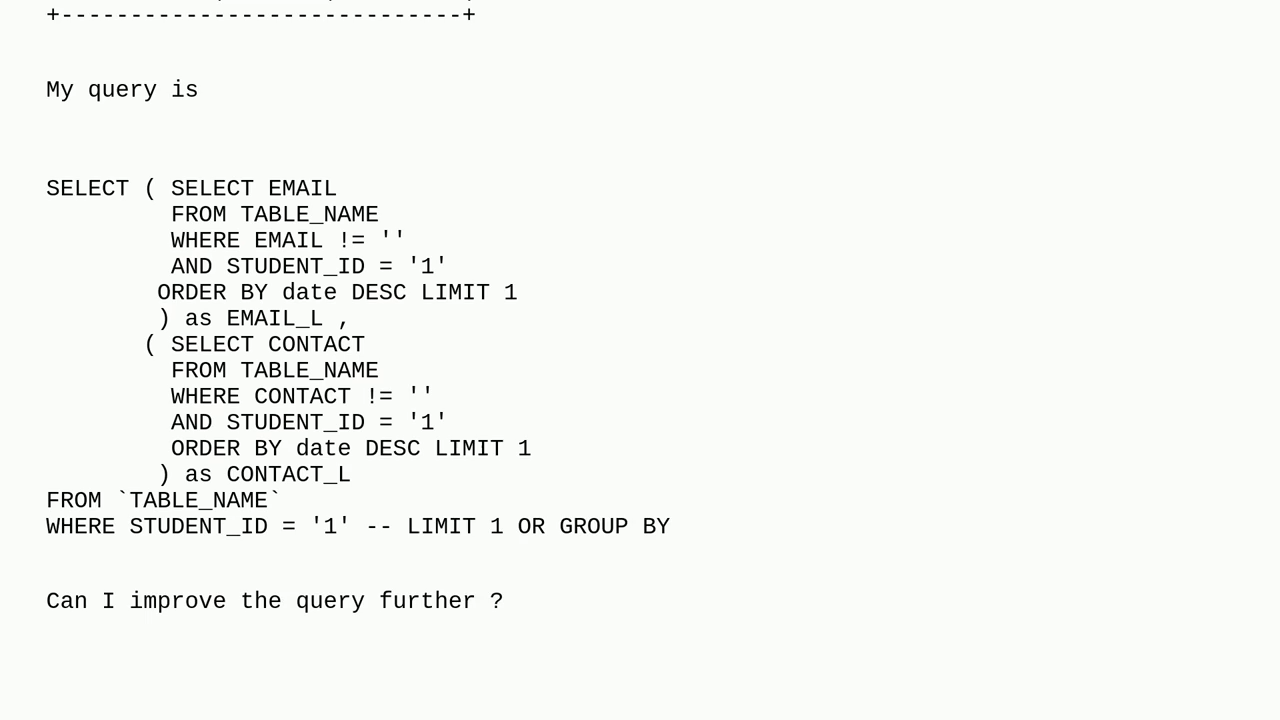 +-----------------------------+
My query is
SELECT ( SELECT EMAIL
FROM TABLE_NAME
WHERE EMAIL != ''
AND STUDENT_ID = '1'
ORDER BY date DESC LIMIT 1
) as EMAIL_L ,
( SELECT CONTACT
FROM TABLE_NAME
WHERE CONTACT != ''
AND STUDENT_ID = '1'
ORDER BY date DESC LIMIT 1
) as CONTACT_L
FROM `TABLE_NAME`
WHERE STUDENT_ID = '1' -- LIMIT 1 OR GROUP BY
Can I improve the query further ?